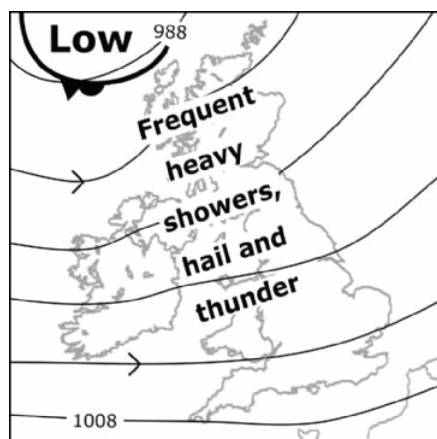 Low
988
Frequent
heavy
showers,
hail and
thunder
1008